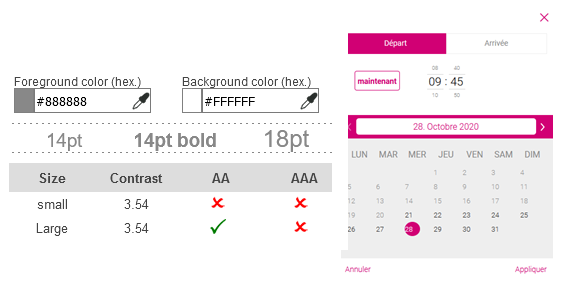 Foreground color (hex.)
Background color (hex.)
#888888
#FFFFFF
14pt
14pt bold
18pt
Size Contrast AA AAA
small 3.54
Large 3.54
Départ
Arrivée
08 40
maintenant
09 : 45
10 50
28. Octobre 2020
LUN MAR MER JEU VEN SAM DIM
1 2 3 4
5 6 7 8 9 10 11
12 13 14 15 16 17 18
19 20 21 22 23 24 25
26 27 28 29 30 31
Annuler
Appliquer